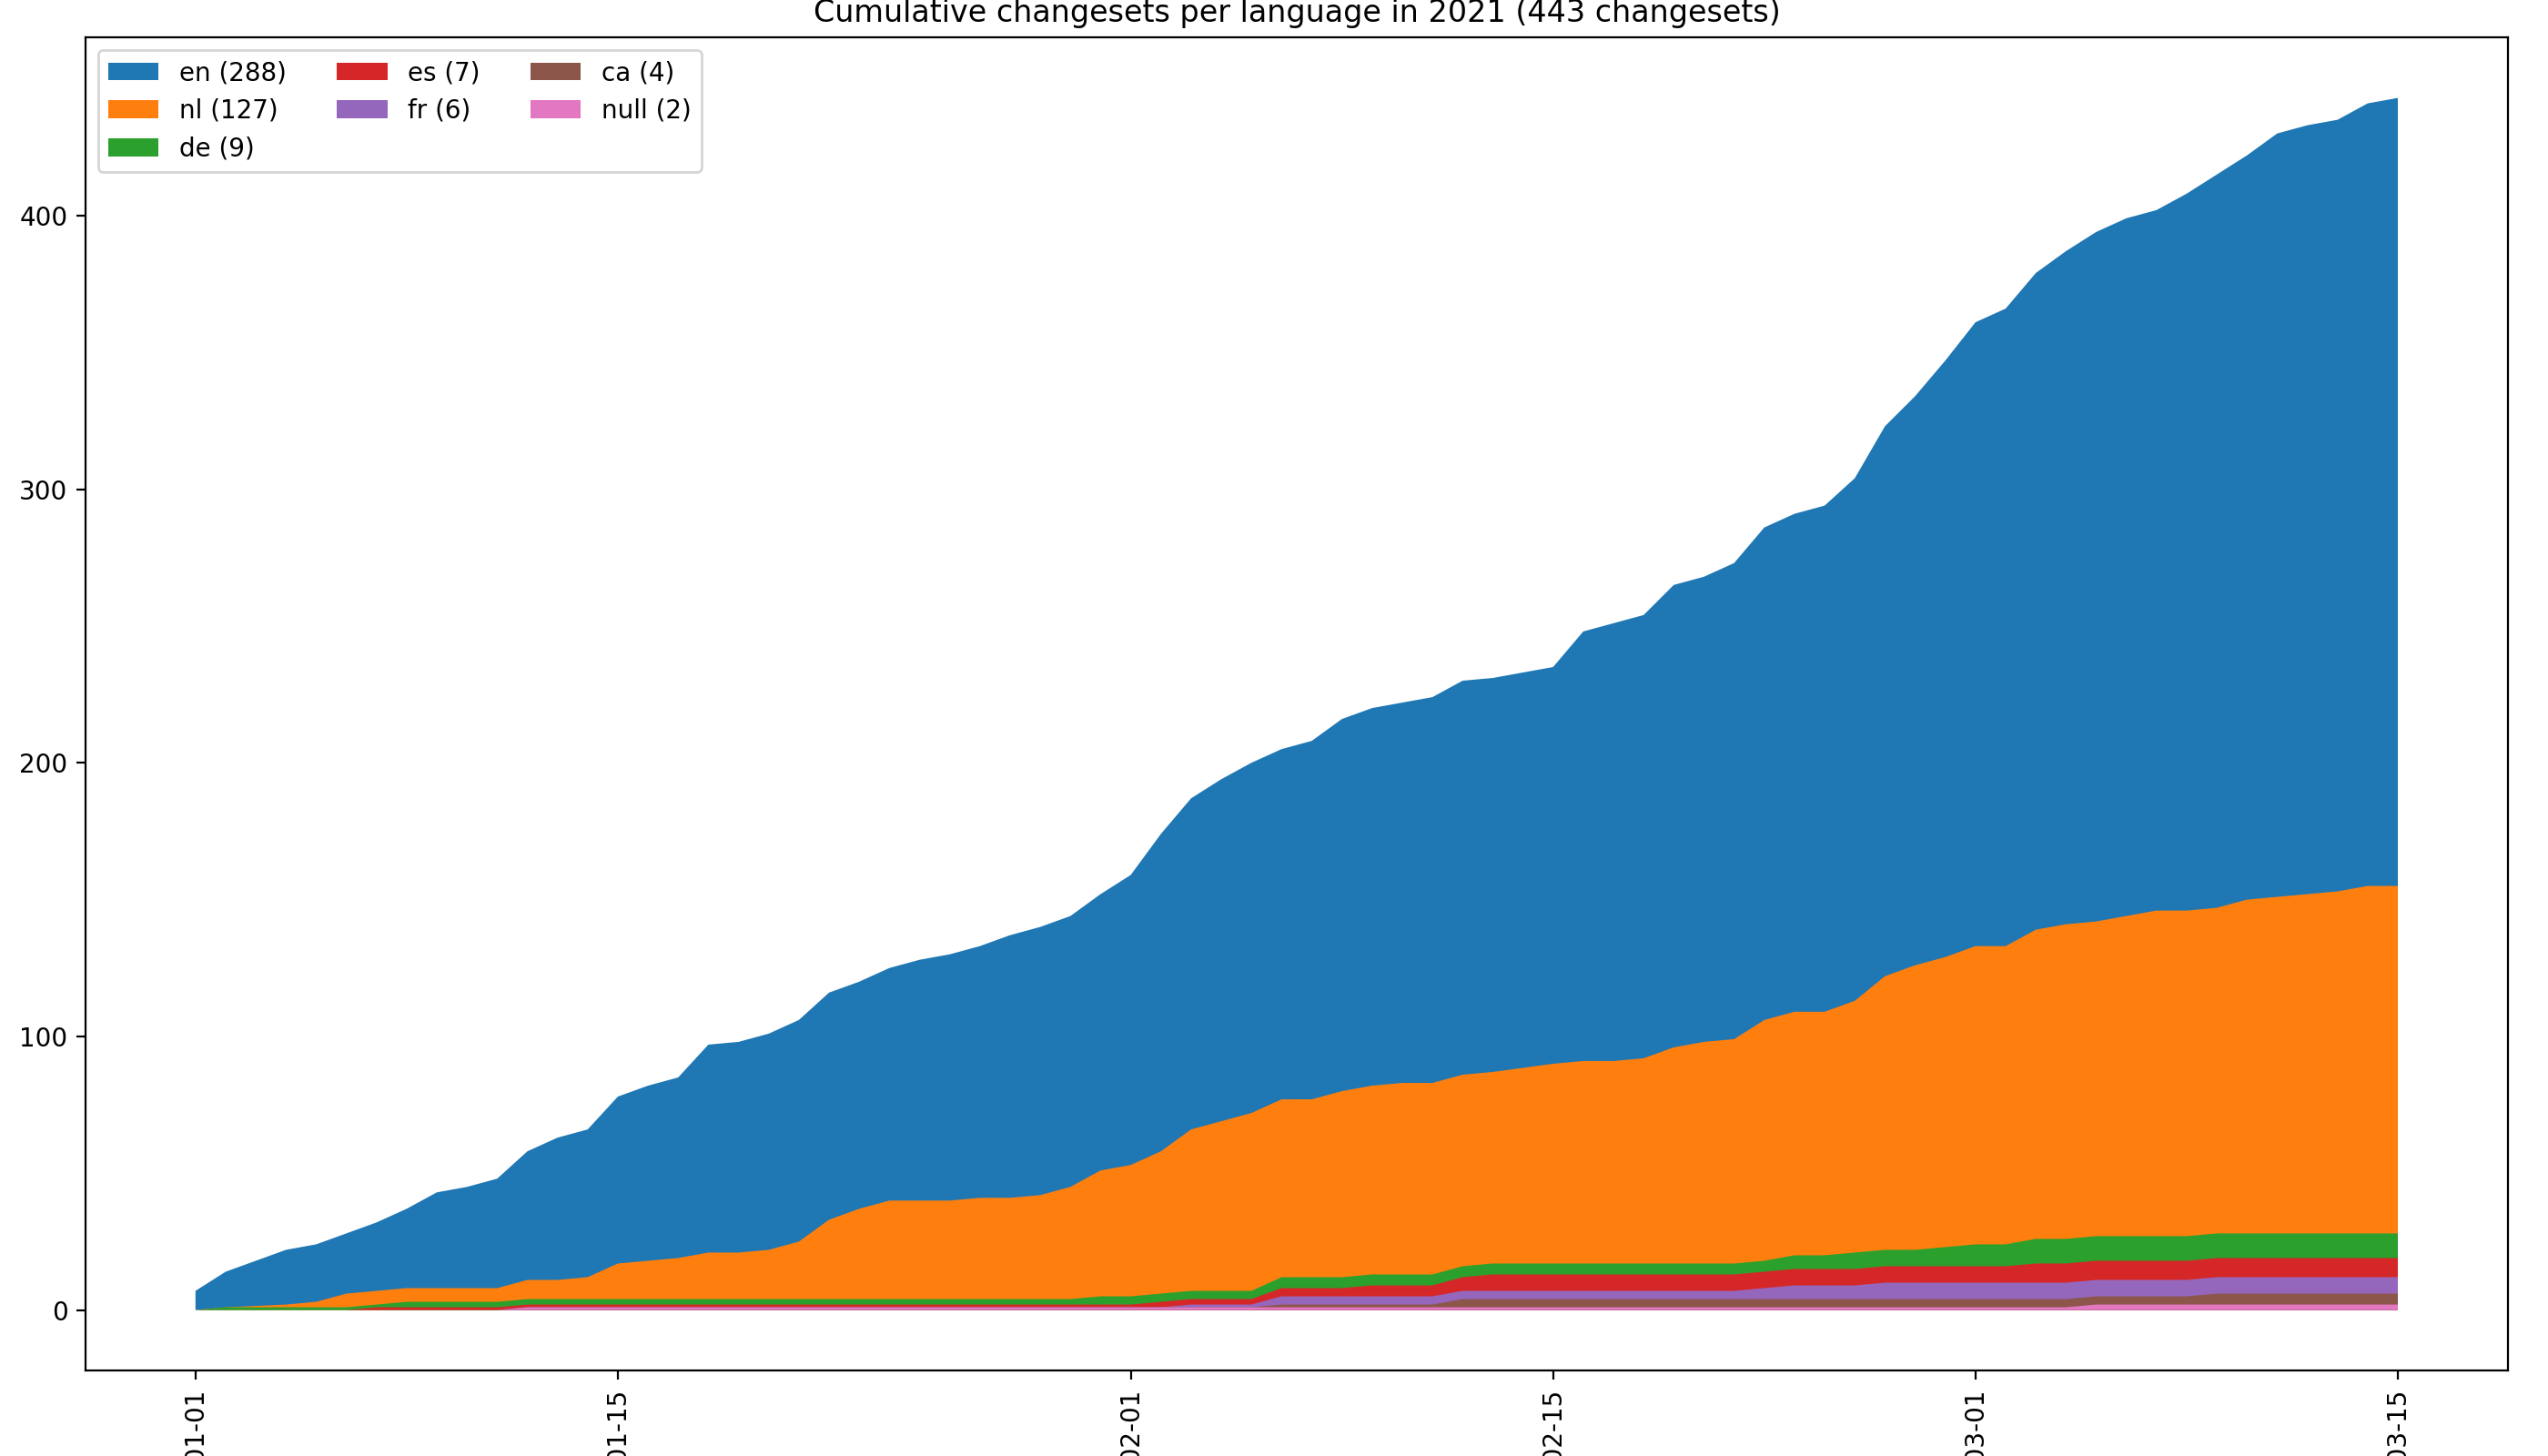 Cumulative changesets per language in 2021 (443 changesets)
en (288)
nl (127)
de (9)
es (7)
fr (6)
ca (4)
null (2)
400
300
200
100
0
01-01
01-15
02-01
02-15
03-01
03-15